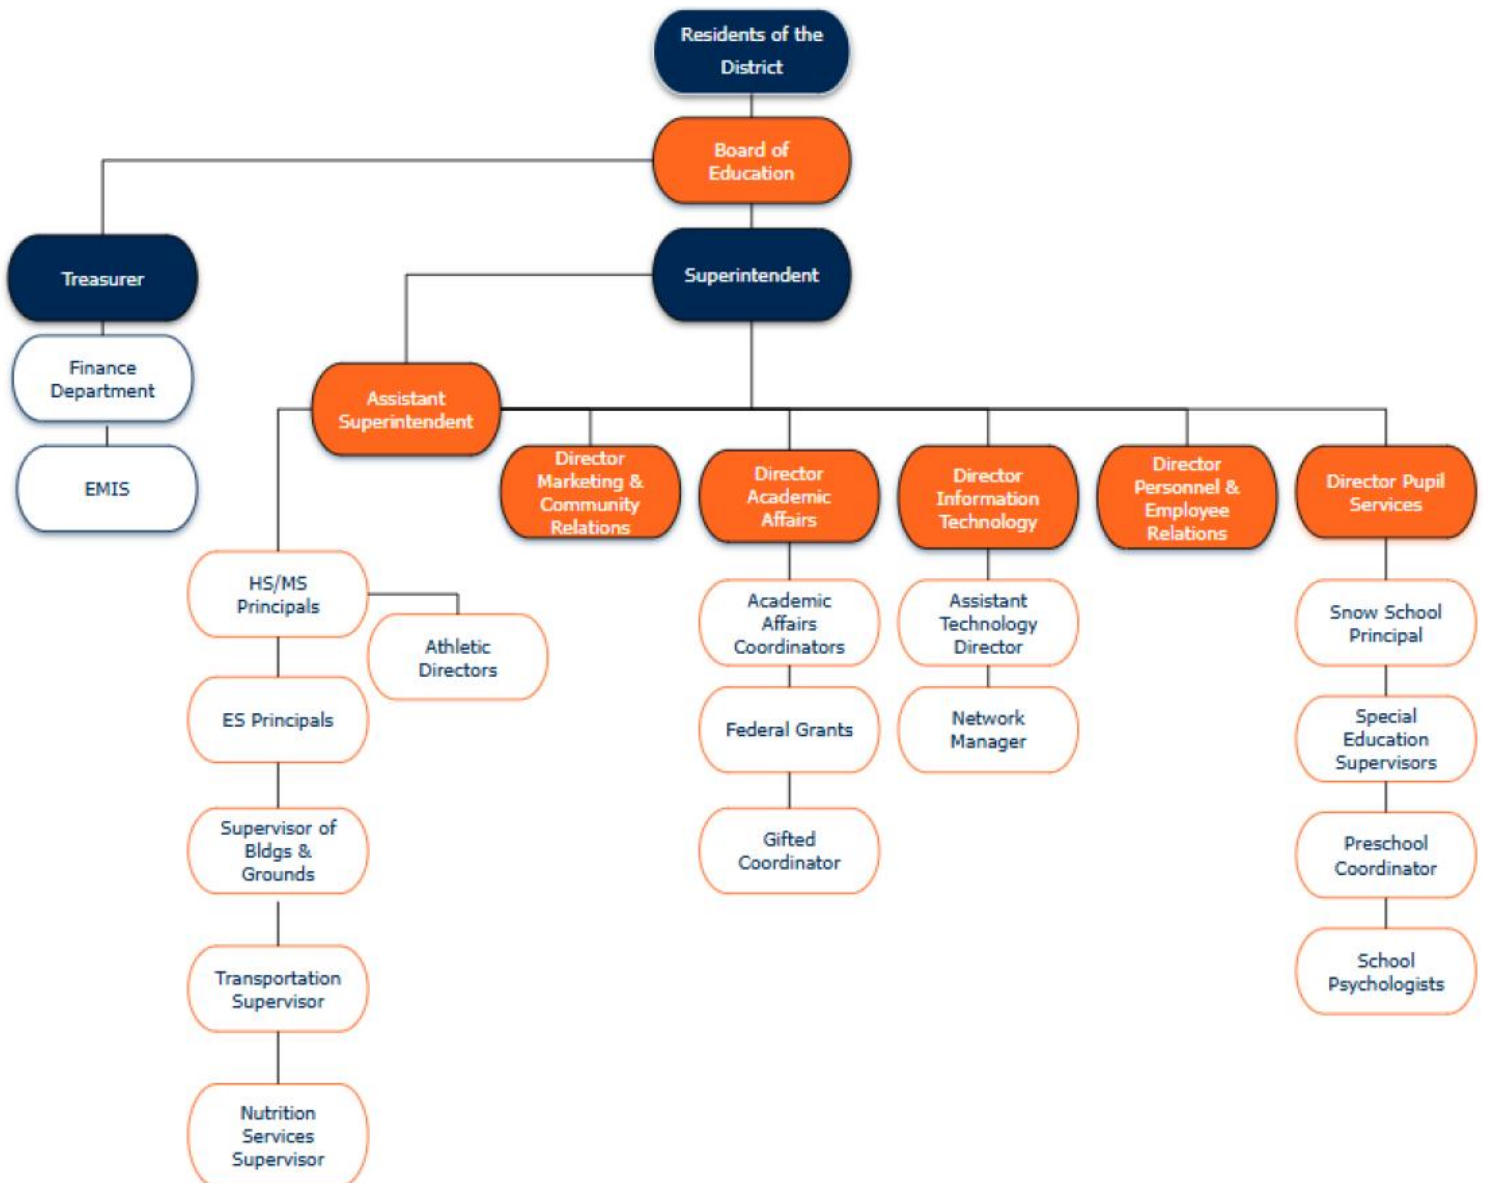 Residents of the
District
Board of
Education
Treasurer
Superintendent
Finance
Department
EMIS
Assistant
Superintendent
Director
Marketing &
Community
Relations
Director
Academic
Affairs
Director
Information
Technology
Director
Personnel &
Employee
Relations
Director Pupil
Services
HS/MS
Principals
Athletic
Directors
ES Principals
Supervisor of
Bldgs &
Grounds
Transportation
Supervisor
Nutrition
Services
Supervisor
Academic
Affairs
Coordinators
Federal Grants
Gifted
Coordinator
Assistant
Technology
Director
Network
Manager
Snow School
Principal
Special
Education
Supervisors
Preschool
Coordinator
School
Psychologists